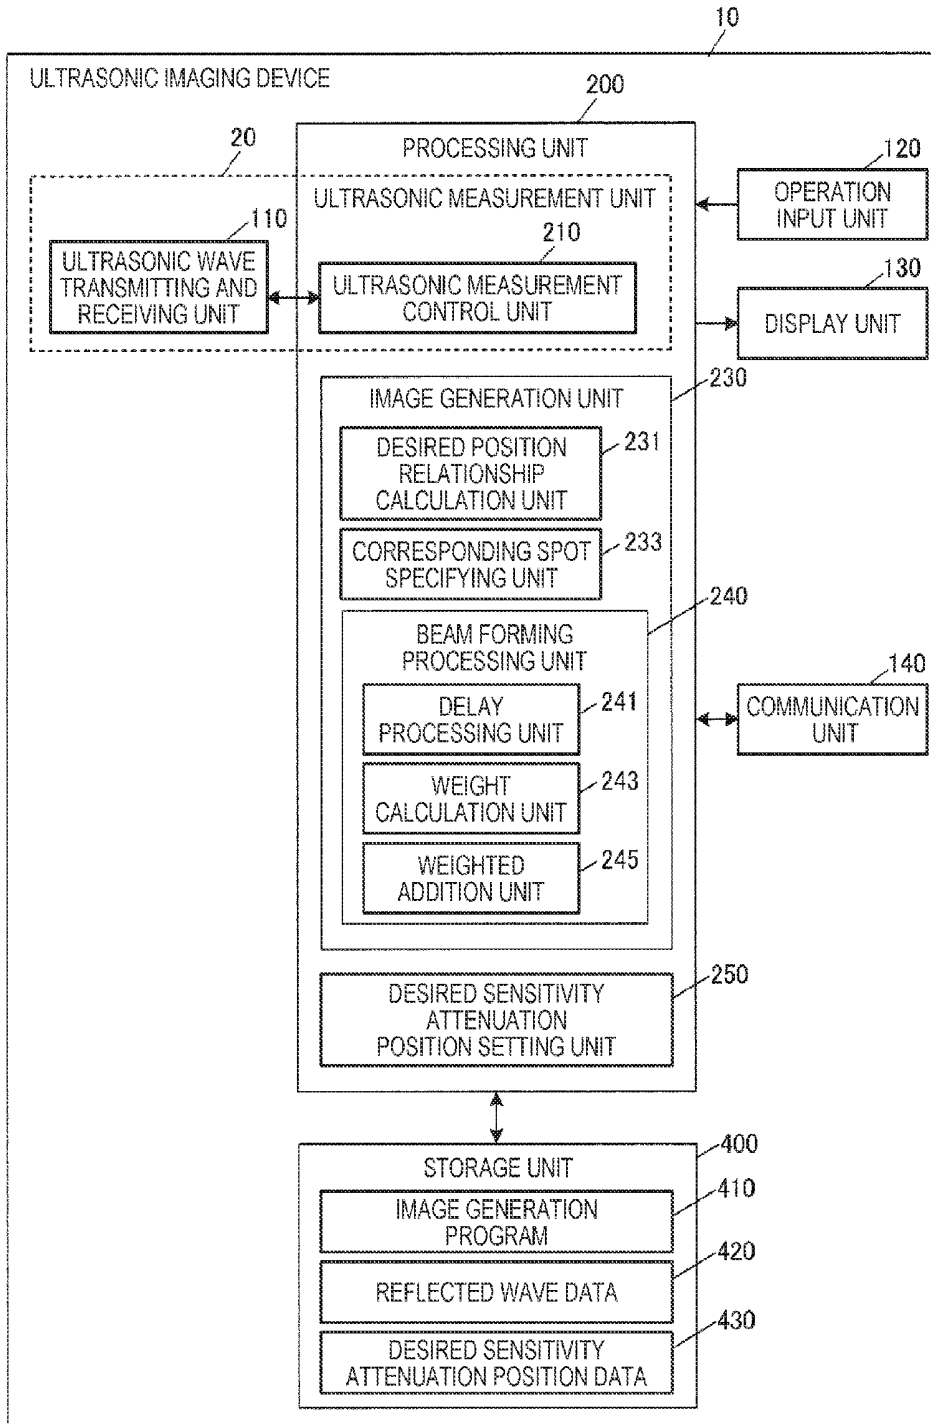 10
ULTRASONIC IMAGING DEVICE
200
PROCESSING UNIT
20
ULTRASONIC MEASUREMENT UNIT
110
ULTRASONIC WAVE
TRANSMITTING AND
RECEIVING UNIT
210
ULTRASONIC MEASUREMENT
CONTROL UNIT
120
OPERATION
INPUT UNIT
130
DISPLAY UNIT
230
IMAGE GENERATION UNIT
231
DESIRED POSITION
RELATIONSHIP
CALCULATION UNIT
233
CORRESPONDING SPOT
SPECIFYING UNIT
240
BEAM FORMING
PROCESSING UNIT
241
DELAY
PROCESSING UNIT
243
WEIGHT
CALCULATION UNIT
245
WEIGHTED
ADDITION UNIT
140
COMMUNICATION
UNIT
250
DESIRED SENSITIVITY
ATTENUATION
POSITION SETTING UNIT
400
STORAGE UNIT
410
IMAGE GENERATION
PROGRAM
420
REFLECTED WAVE DATA
430
DESIRED SENSITIVITY
ATTENUATION POSITION DATA